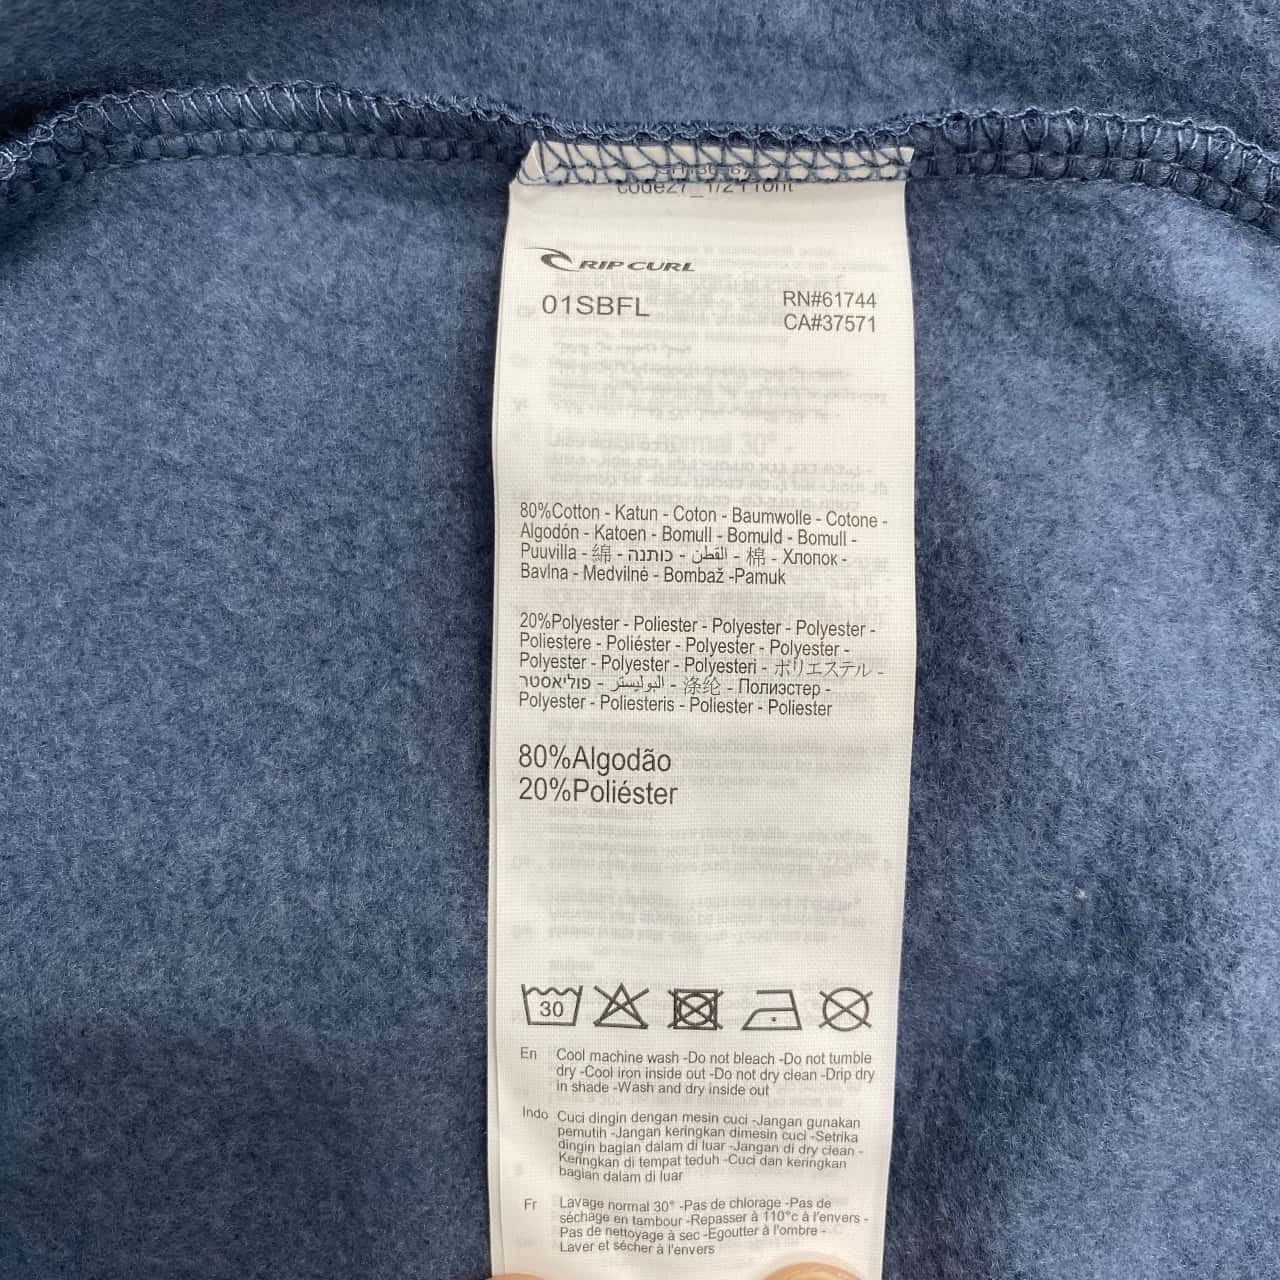 code27_1/2 Front
RIP CURL
01SBFL
RN#61744
CA#37571
80%Cotton - Katun - Coton - Baumwolle - Cotone -
Algodón - Katoen - Bomull - Bomuld - Bomull -
Puuvilla - 綿 - כותנה - القطن - 棉 - Хлопок -
Bavlna - Medvilnė - Bombaž -Pamuk
20%Polyester - Poliester - Polyester - Polyester -
Poliestere - Poliéster - Polyester - Polyester -
Polyester - Polyester - Polyesteri - ポリエステル -
פוליאסטר - البوليستر - 涤纶 - Полиэстер -
Polyester - Poliesteris - Poliester - Poliester
80%Algodão
20%Poliéster
30
En Cool machine wash -Do not bleach -Do not tumble
dry -Cool iron inside out -Do not dry clean -Drip dry
in shade -Wash and dry inside out
Indo Cuci dingin dengan mesin cuci -Jangan gunakan
pemutih -Jangan keringkan dimesin cuci -Setrika
dingin bagian dalam di luar -Jangan di dry clean -
Keringkan di tempat teduh -Cuci dan keringkan
bagian dalam di luar
Fr Lavage normal 30° -Pas de chlorage -Pas de
séchage en tambour -Repasser à 110°c à l'envers -
Pas de nettoyage à sec -Egoutter à l'ombre -
Laver et sécher à l'envers